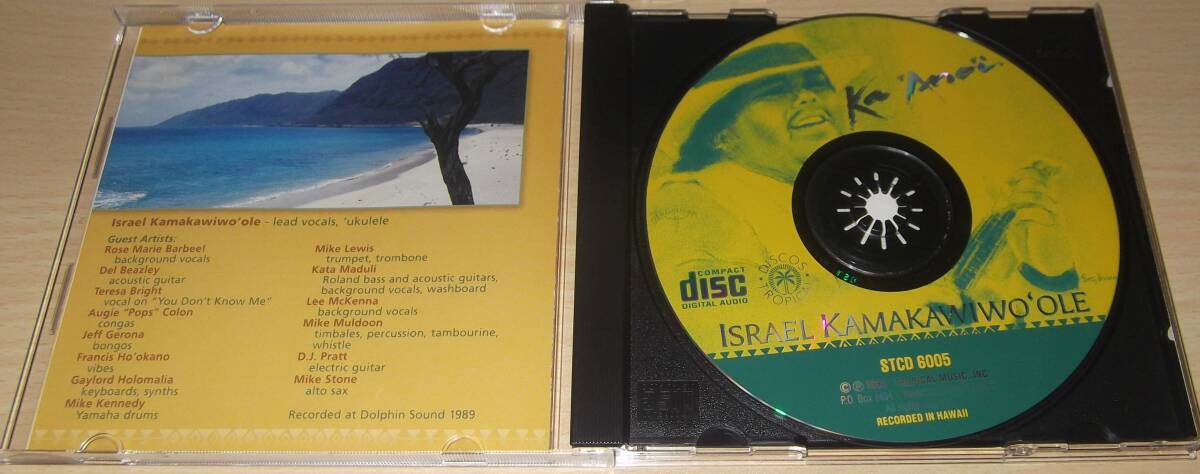 Israel Kamakawiwo'ole - lead vocals, 'ukulele
Guest Artists:
Rose Marie Barbeel
background vocals
Del Beazley
acoustic guitar
Teresa Bright
vocal on "You Don't Know Me"
Augie "Pops" Colon
congas
Jeff Gerona
bongos
Francis Ho'okano
vibes
Gaylord Holomalia
keyboards, synths
Mike Kennedy
Yamaha drums
Mike Lewis
trumpet, trombone
Kata Maduli
Roland bass and acoustic guitars,
background vocals, washboard
Lee McKenna
background vocals
Mike Muldoon
timbales, percussion, tambourine,
whistle
D.J. Pratt
electric guitar
Mike Stone
alto sax
Recorded at Dolphin Sound 1989
Ka 'Ano'i
COMPACT
disc
DIGITAL AUDIO
DISCOS
ISRAEL KAMAKAWIWO'OLE
STCD 6005
MUSIC, INC.
P.O. Box
All
RECORDED IN HAWAII